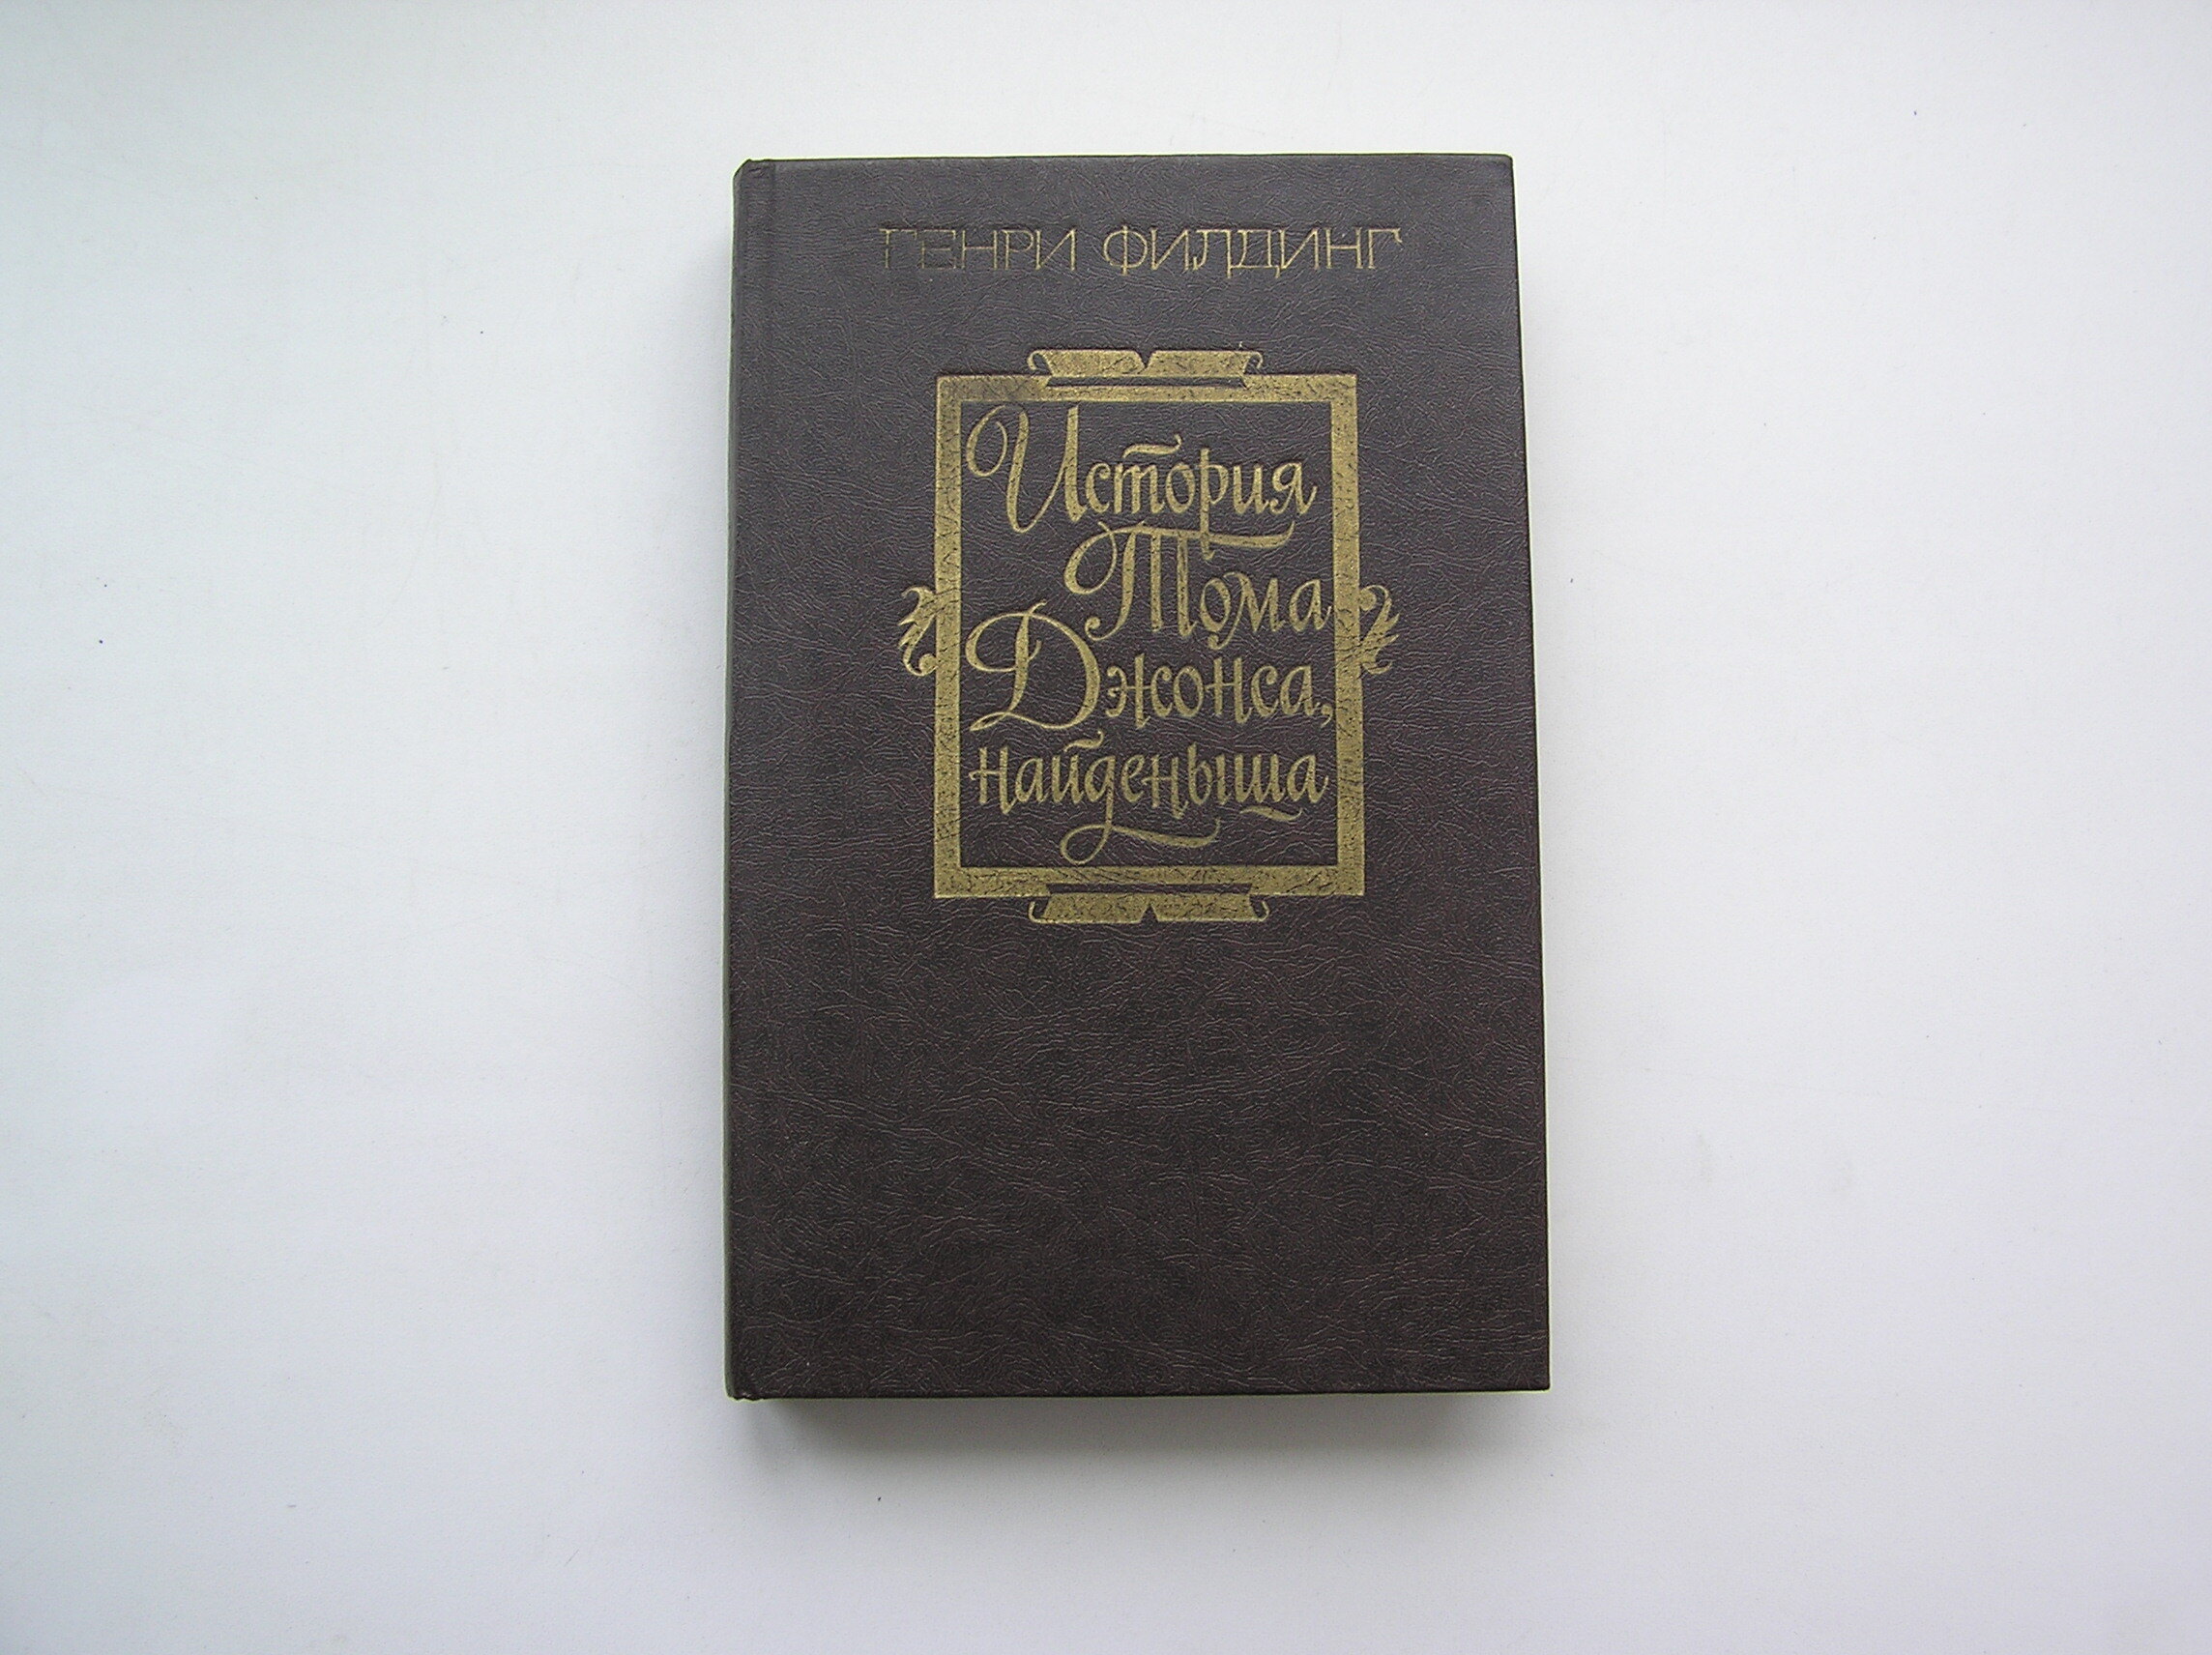 ГЕНРИ ФИЛДИНГ
История
Тома
Джонса,
найденыша